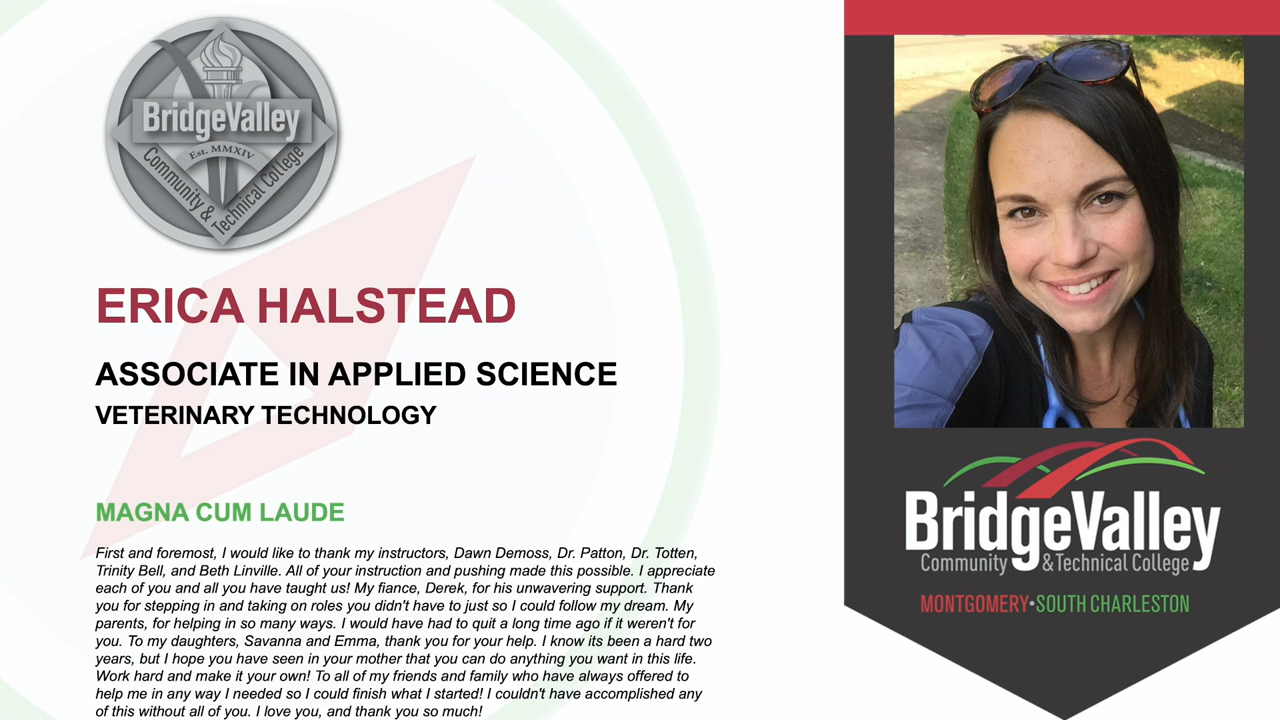 BridgeValley
Est. MMXIV
Community &
Technical College
ERICA HALSTEAD
ASSOCIATE IN APPLIED SCIENCE
VETERINARY TECHNOLOGY
MAGNA CUM LAUDE
First and foremost, I would like to thank my instructors, Dawn Demoss, Dr. Patton, Dr. Totten,
Trinity Bell, and Beth Linville. All of your instruction and pushing made this possible. I appreciate
each of you and all you have taught us! My fiance, Derek, for his unwavering support. Thank
you for stepping in and taking on roles you didn't have to just so I could follow my dream. My
parents, for helping in so many ways. I would have had to quit a long time ago if it weren't for
you. To my daughters, Savanna and Emma, thank you for your help. I know its been a hard two
years, but I hope you have seen in your mother that you can do anything you want in this life.
Work hard and make it your own! To all of my friends and family who have always offered to
help me in any way I needed so I could finish what I started! I couldn't have accomplished any
of this without all of you. I love you, and thank you so much!
BridgeValley
Community & Technical College
MONTGOMERY•SOUTH CHARLESTON